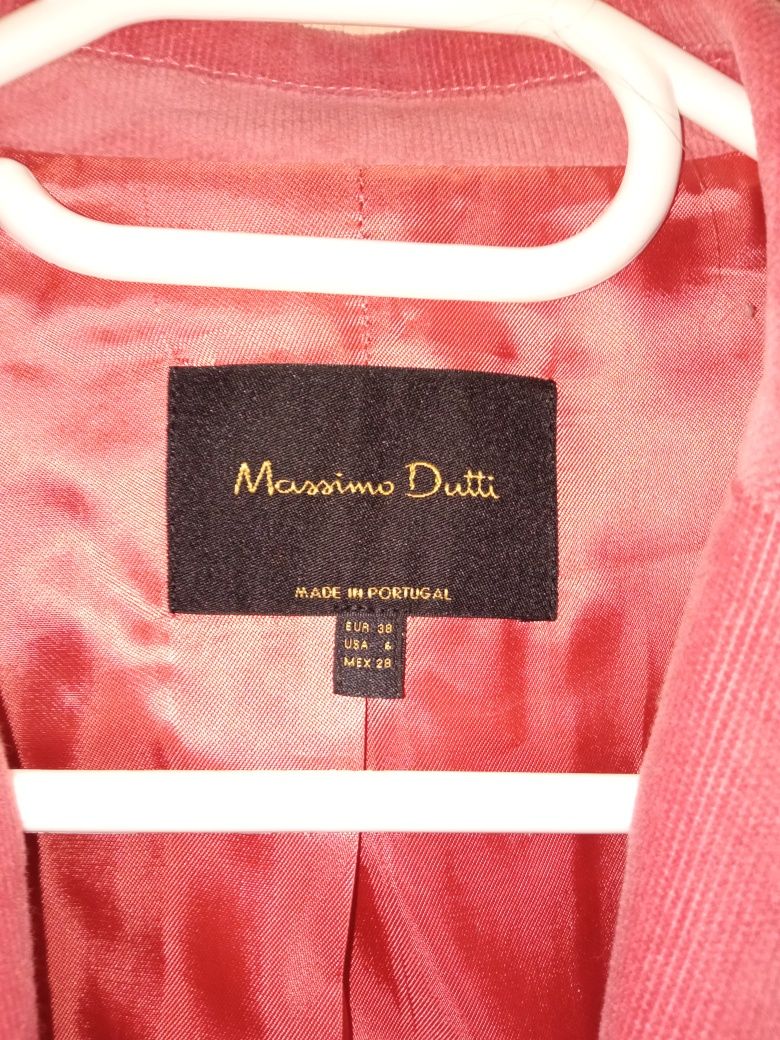 Massimo Dutti
MADE IN PORTUGAL
EUR 38
USA 6
MEX 28